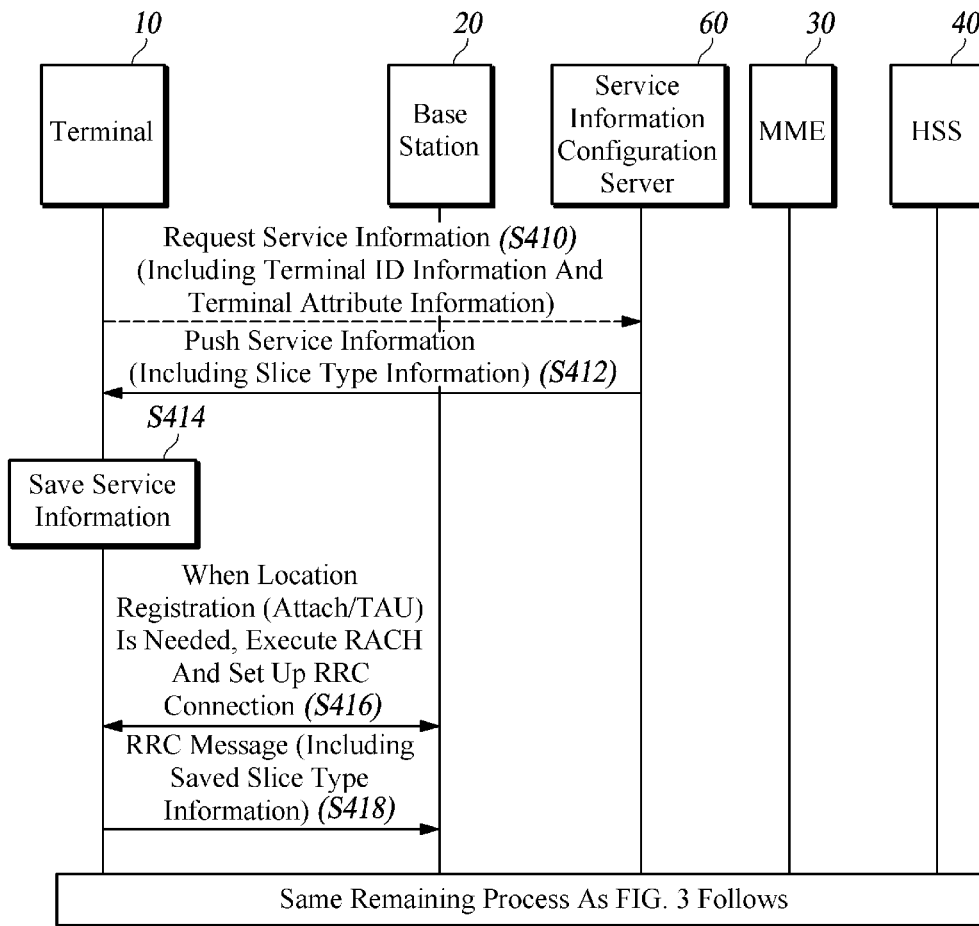 10
20
60
30
40
Terminal
Base
Station
Service
Information
Configuration
Server
MME
HSS
Request Service Information (S410)
(Including Terminal ID Information And
Terminal Attribute Information)
Push Service Information
(Including Slice Type Information) (S412)
S414
Save Service
Information
When Location
Registration (Attach/TAU)
Is Needed, Execute RACH
And Set Up RRC
Connection (S416)
RRC Message (Including
Saved Slice Type
Information) (S418)
Same Remaining Process As FIG. 3 Follows